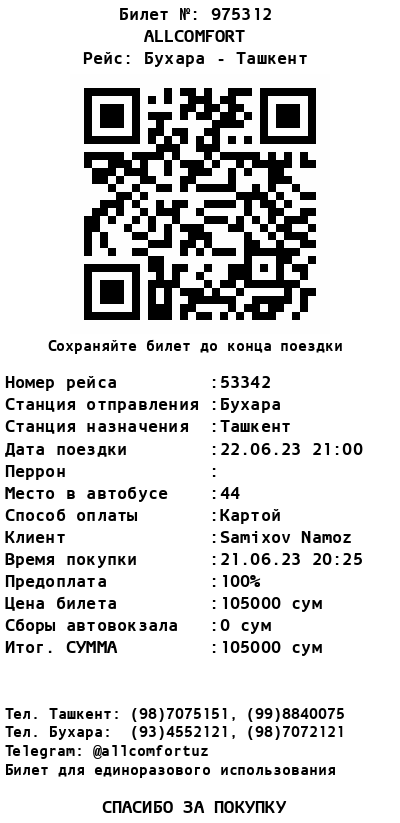 Билет №: 975312
ALLCOMFORT
Рейс: Бухара - Ташкент
Сохраняйте билет до конца поездки
Номер рейса :53342
Станция отправления :Бухара
Станция назначения :Ташкент
Дата поездки :22.06.23 21:00
Перрон :
Место в автобусе :44
Способ оплаты :Картой
Клиент :Samixov Namoz
Время покупки :21.06.23 20:25
Предоплата :100%
Цена билета :105000 сум
Сборы автовокзала :0 сум
Итог. СУММА :105000 сум
Тел. Ташкент: (98)7075151, (99)8840075
Тел. Бухара: (93)4552121, (98)7072121
Telegram: @allcomfortuz
Билет для единоразового использования
СПАСИБО ЗА ПОКУПКУ